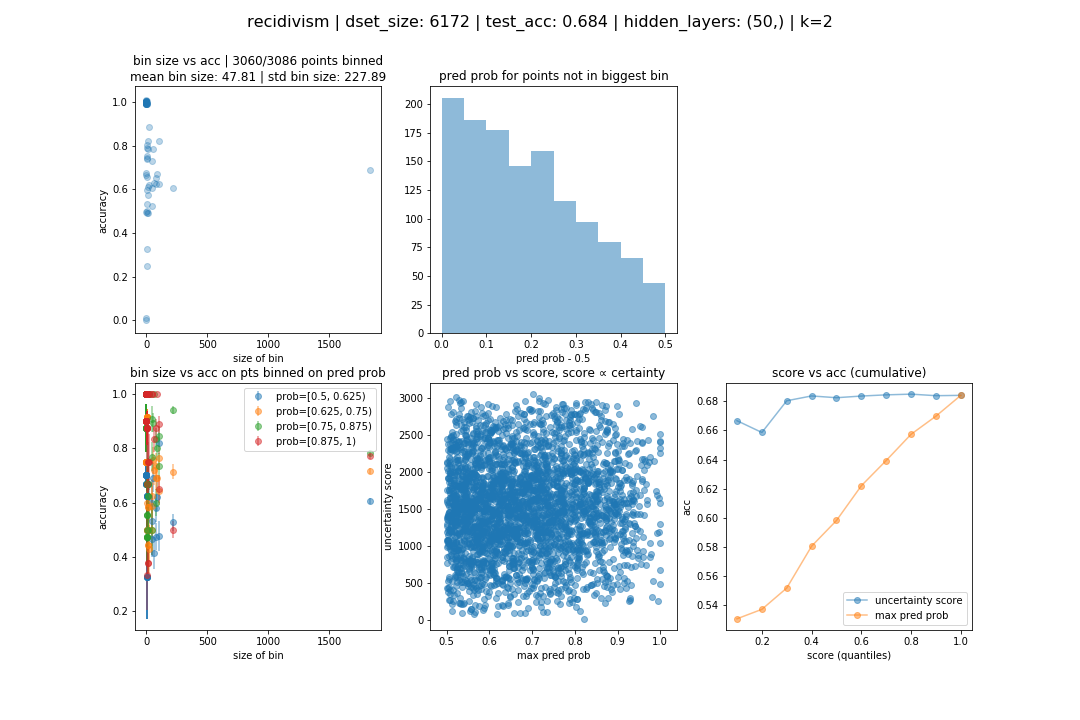 recidivism | dset_size: 6172 | test_acc: 0.684 | hidden_layers: (50,) | k=2
bin size vs acc | 3060/3086 points binned
mean bin size: 47.81 | std bin size: 227.89
1.0
0.8
0.6
0.4
0.2
0.0
accuracy
0
500
1000
1500
size of bin
pred prob for points not in biggest bin
200
175
150
125
100
75
50
25
0
0.0
0.1
0.2
0.3
0.4
0.5
pred prob - 0.5
bin size vs acc on pts binned on pred prob
1.0
0.8
0.6
0.4
0.2
accuracy
prob=[0.5, 0.625)
prob=[0.625, 0.75)
prob=[0.75, 0.875)
prob=[0.875, 1)
0
500
1000
1500
size of bin
pred prob vs score, score ∝ certainty
3000
2500
2000
1500
1000
500
0
uncertainty score
0.5
0.6
0.7
0.8
0.9
1.0
max pred prob
score vs acc (cumulative)
0.68
0.66
0.64
0.62
0.60
0.58
0.56
0.54
acc
uncertainty score
max pred prob
0.2
0.4
0.6
0.8
1.0
score (quantiles)